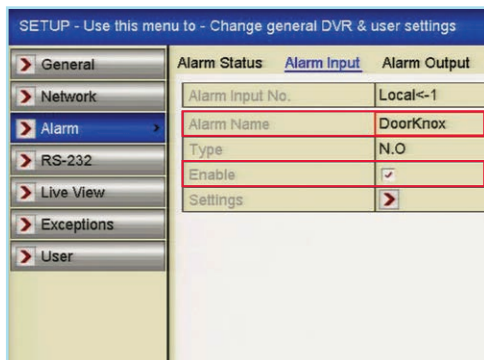 SETUP - Use this menu to - Change general DVR & user settings
General
Network
Alarm
RS-232
Live View
Exceptions
User
Alarm Status Alarm Input Alarm Output
Alarm Input No. Local<-1
Alarm Name DoorKnox
Type N.O
Enable
Settings